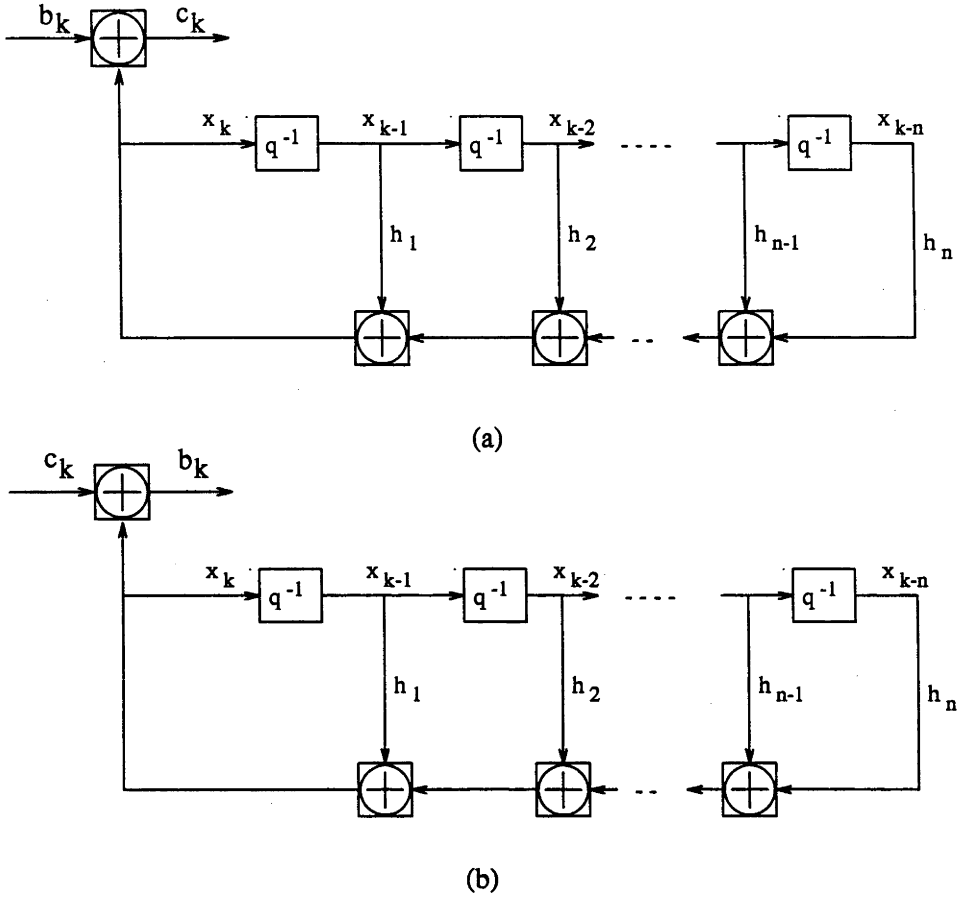 b_k c_k
x_k q^-1 x_k-1 q^-1 x_k-2 - - - - q^-1 x_k-n
h_1 h_2 h_n-1 h_n
- -
(a)
c_k b_k
x_k q^-1 x_k-1 q^-1 x_k-2 - - - - q^-1 x_k-n
h_1 h_2 h_n-1 h_n
- -
(b)